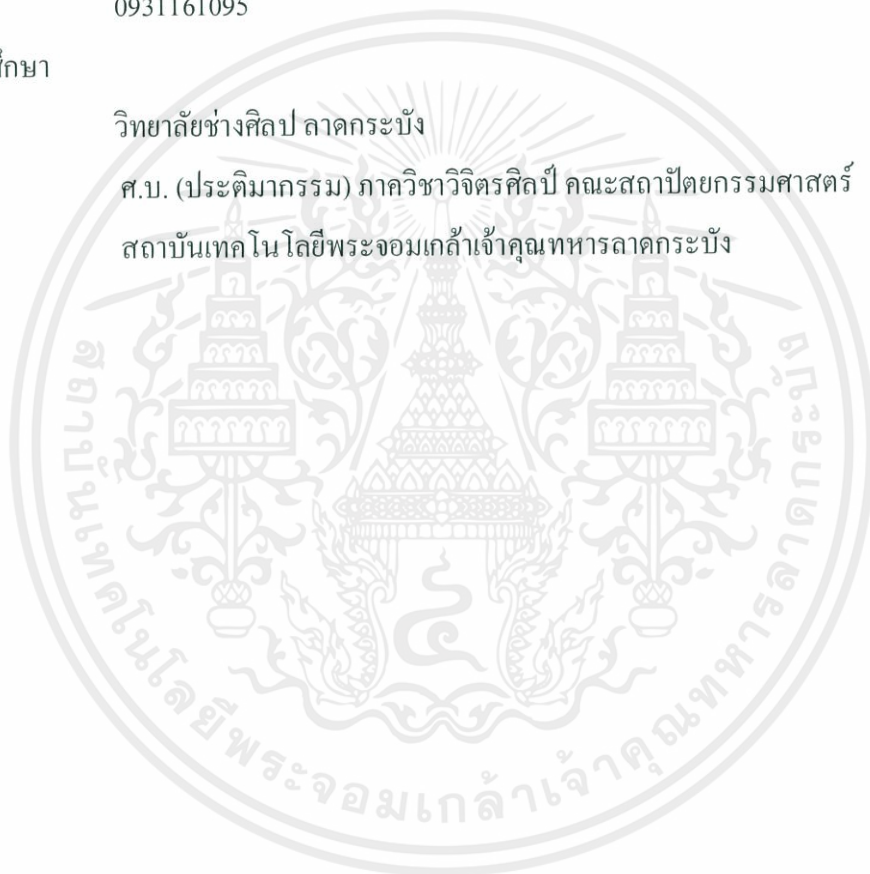 0931161095
วิทยาลัยช่างศิลป ลาดกระบัง
ศ.บ. (ประติมากรรม) ภาควิชาวิจิตรศิลป์ คณะสถาปัตยกรรมศาสตร์
สถาบันเทคโนโลยีพระจอมเกล้าเจ้าคุณทหารลาดกระบัง
สถาบันเทคโนโลยีพระจอมเกล้าเจ้าคุณทหารลาดกระบัง
๔